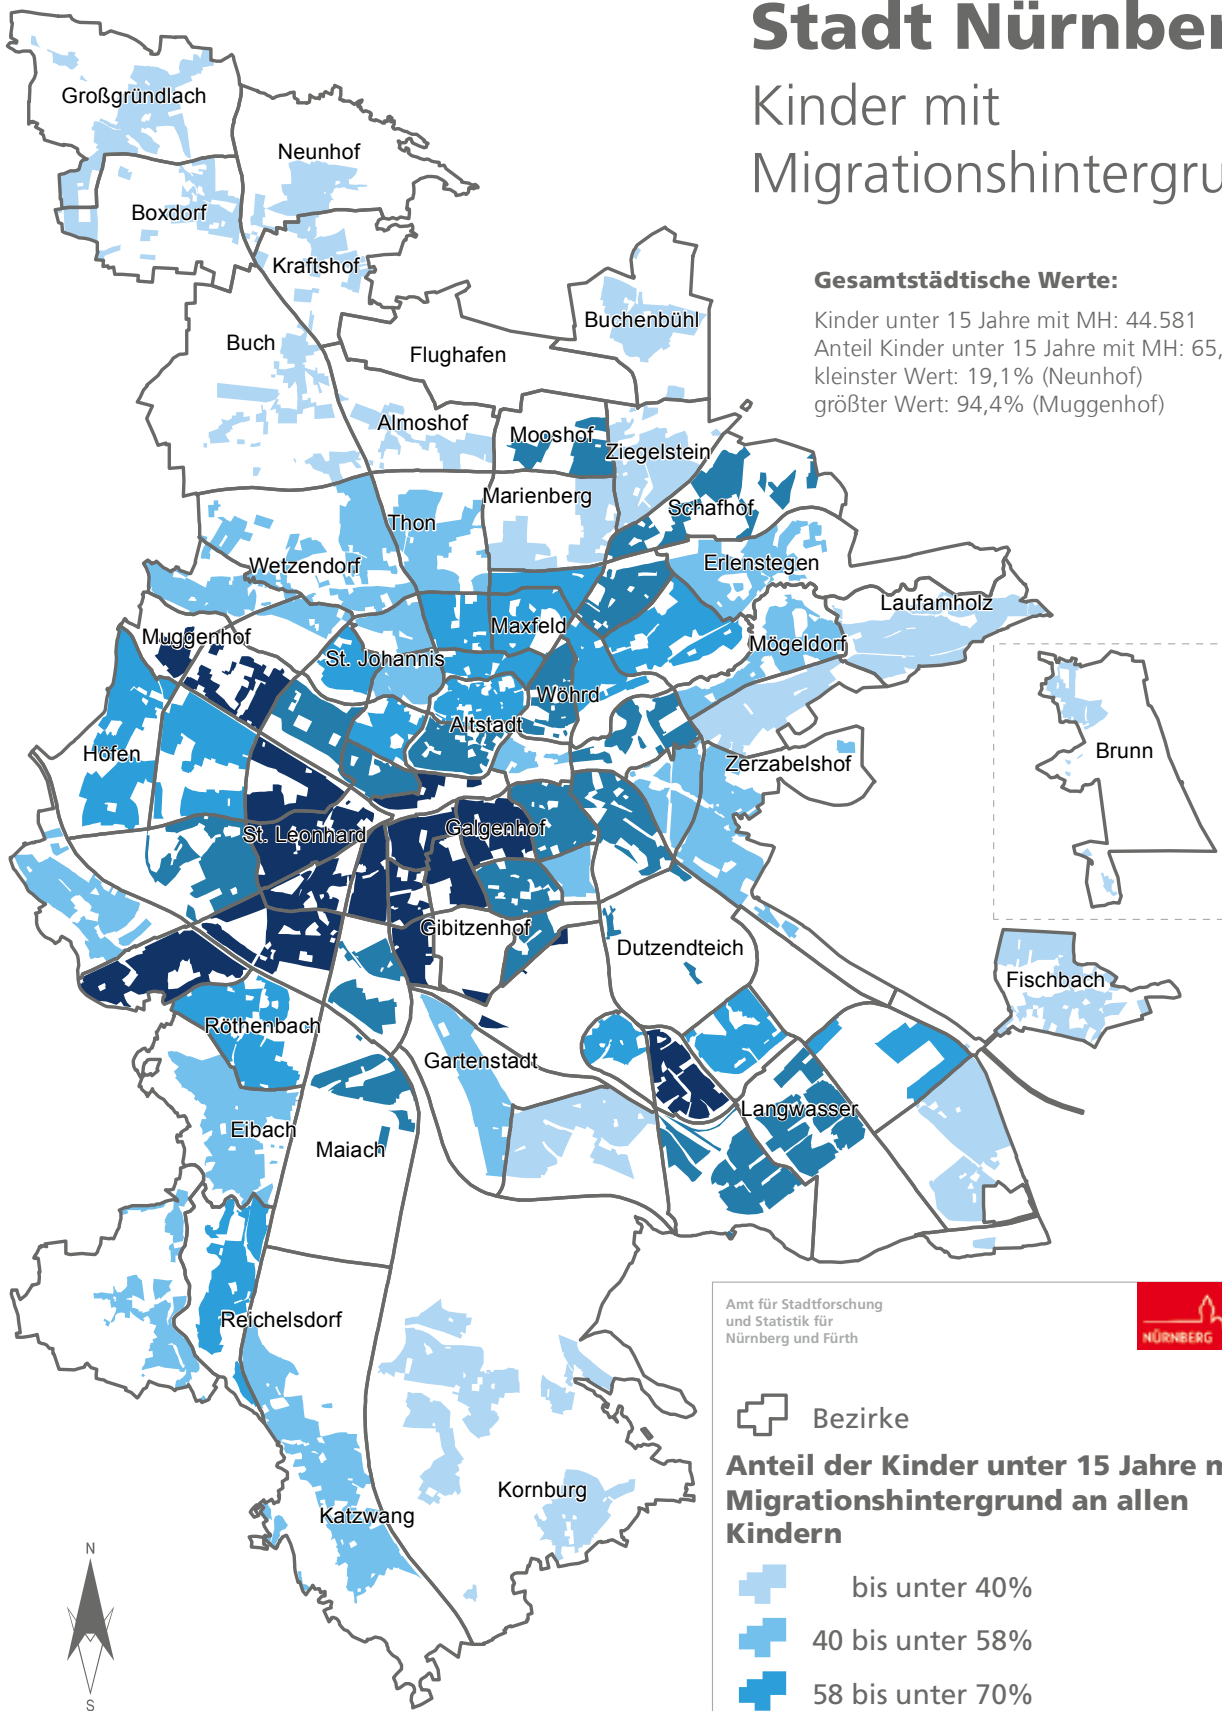 Stadt Nürnber
Kinder mit
Migrationshintergru
Gesamtstädtische Werte:
Kinder unter 15 Jahre mit MH: 44.581
Anteil Kinder unter 15 Jahre mit MH: 65,
kleinster Wert: 19,1% (Neunhof)
größter Wert: 94,4% (Muggenhof)
Großgründlach
Neunhof
Boxdorf
Kraftshof
Buchenbühl
Buch
Flughafen
Almoshof
Mooshof
Ziegelstein
Marienberg
Schafhof
Thon
Wetzendorf
Erlenstegen
Laufamholz
Maxfeld
Muggenhof
Mögeldorf
St. Johannis
Wöhrd
Altstadt
Höfen
Zerzabelshof
Brunn
St. Leonhard
Galgenhof
Gibitzenhof
Dutzendteich
Fischbach
Röthenbach
Gartenstadt
Langwasser
Eibach
Maiach
Reichelsdorf
Kornburg
Katzwang
N
S
Amt für Stadtforschung
und Statistik für
Nürnberg und Fürth
NÜRNBERG
Bezirke
Anteil der Kinder unter 15 Jahre m
Migrationshintergrund an allen
Kindern
bis unter 40%
40 bis unter 58%
58 bis unter 70%